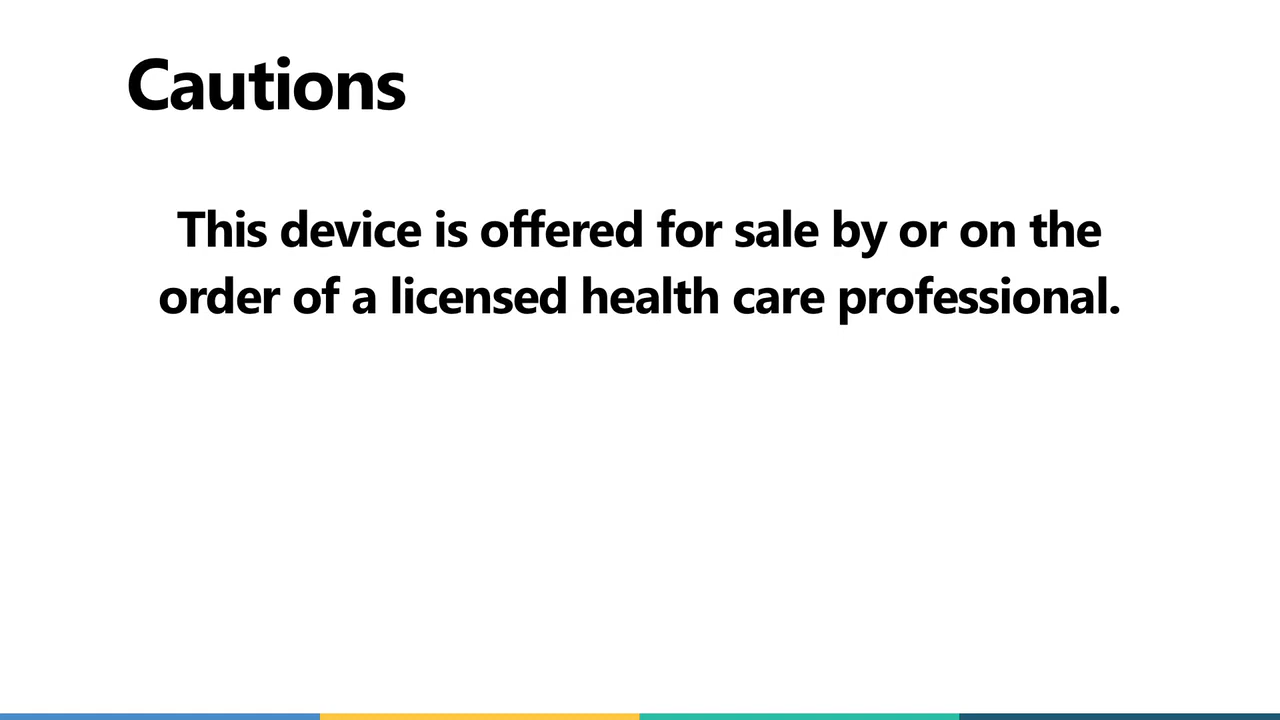 Cautions
This device is offered for sale by or on the
order of a licensed health care professional.